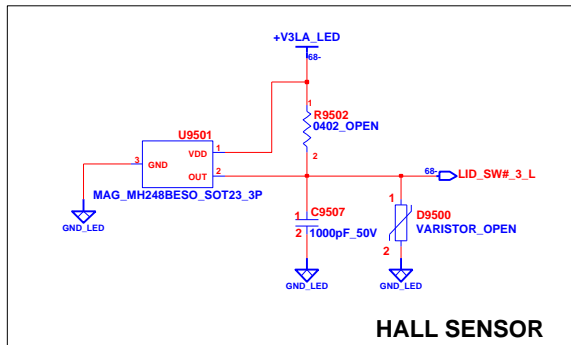 +V3LA_LED
68-
1
R9502
0402_OPEN
2
U9501
3
GND
VDD
1
OUT
2
MAG_MH248BESO_SOT23_3P
68-
LID_SW#_3_L
GND_LED
1
C9507
2
1000pF_50V
GND_LED
1
D9500
VARISTOR_OPEN
2
GND_LED
HALL SENSOR